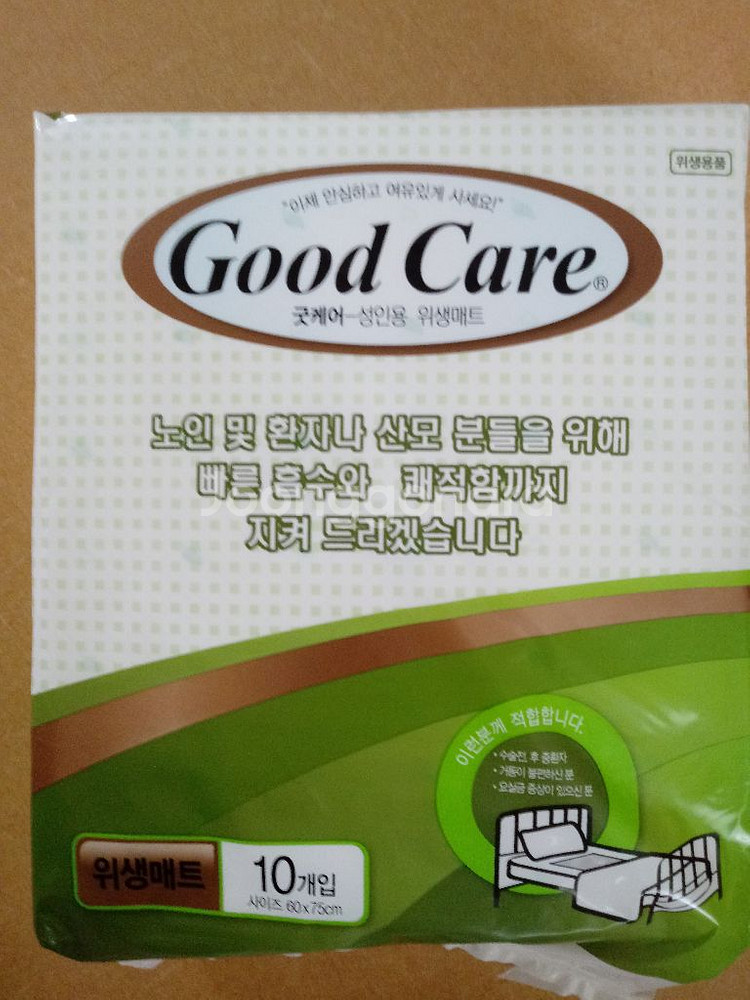 위생용품
"이제 안심하고 여유있게 사세요!"
Good Care®
굿케어-성인용 위생매트
노인 및 환자나 산모 분들을 위해
빠른 흡수와 쾌적함까지
지켜 드리겠습니다
이런분께 적합합니다.
• 수술전, 후 중환자
• 거동이 불편하신 분
• 요실금 증상이 있으신 분
위생매트
10개입
사이즈 60x75cm